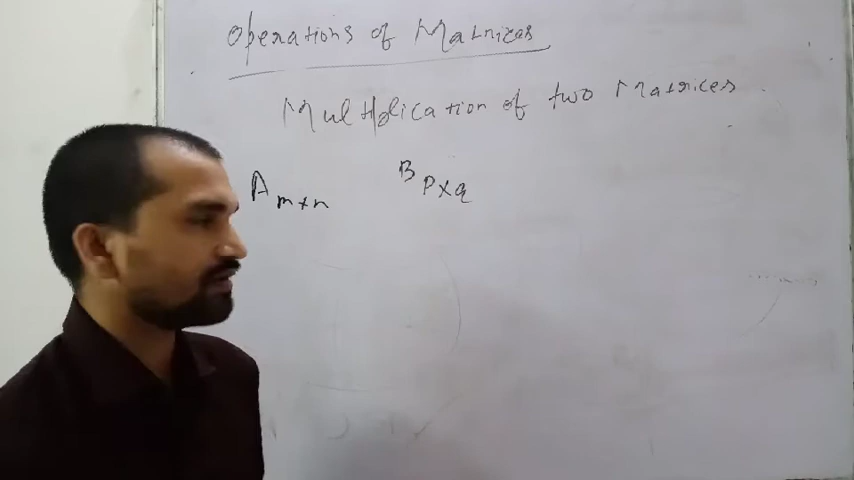 Operations of Matrices
Multiplication of two Matrices
A m×n B p×q